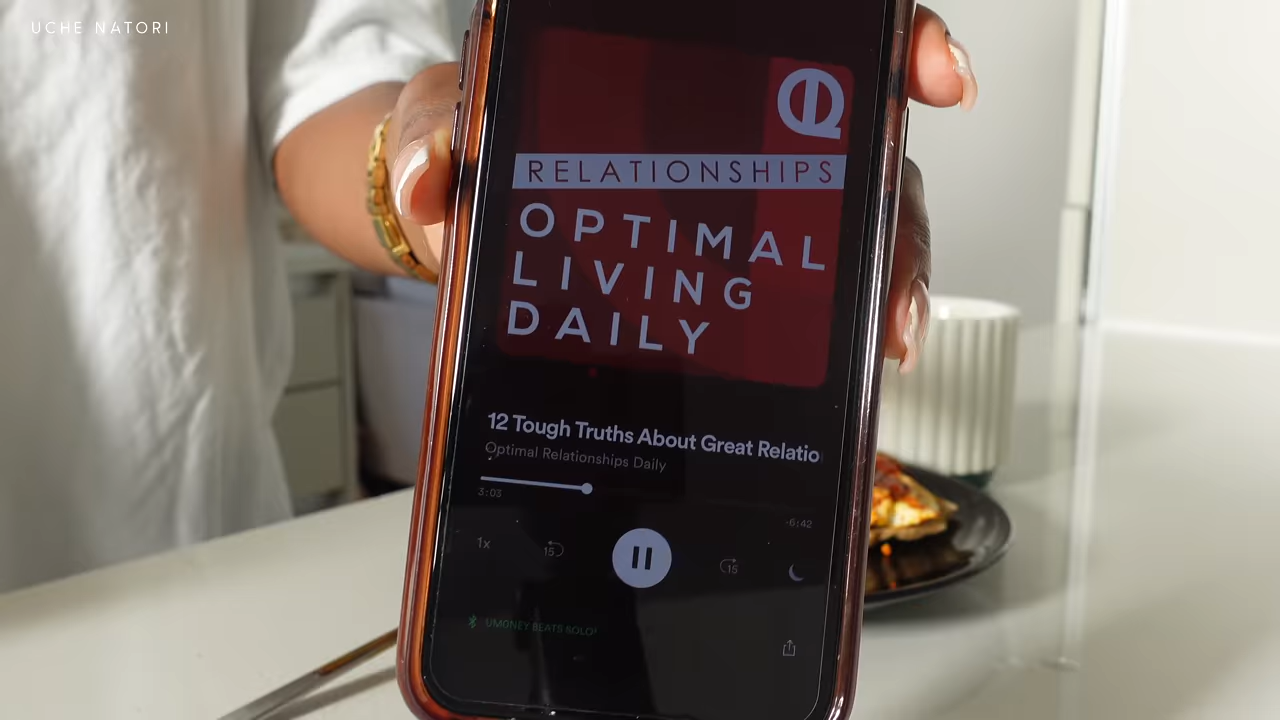 UCHE NATORI
RELATIONSHIPS
OPTIMAL
LIVING
DAILY
12 Tough Truths About Great Relatio
Optimal Relationships Daily
3:03
-6:42
1x
15
15
UMONEY BEATS SOLO³